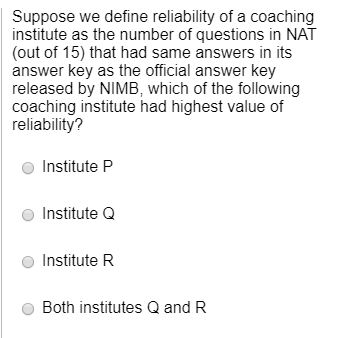 Suppose we define reliability of a coaching
institute as the number of questions in NAT
(out of 15) that had same answers in its
answer key as the official answer key
released by NIMB, which of the following
coaching institute had highest value of
reliability?
Institute P
Institute Q
Institute R
Both institutes Q and R